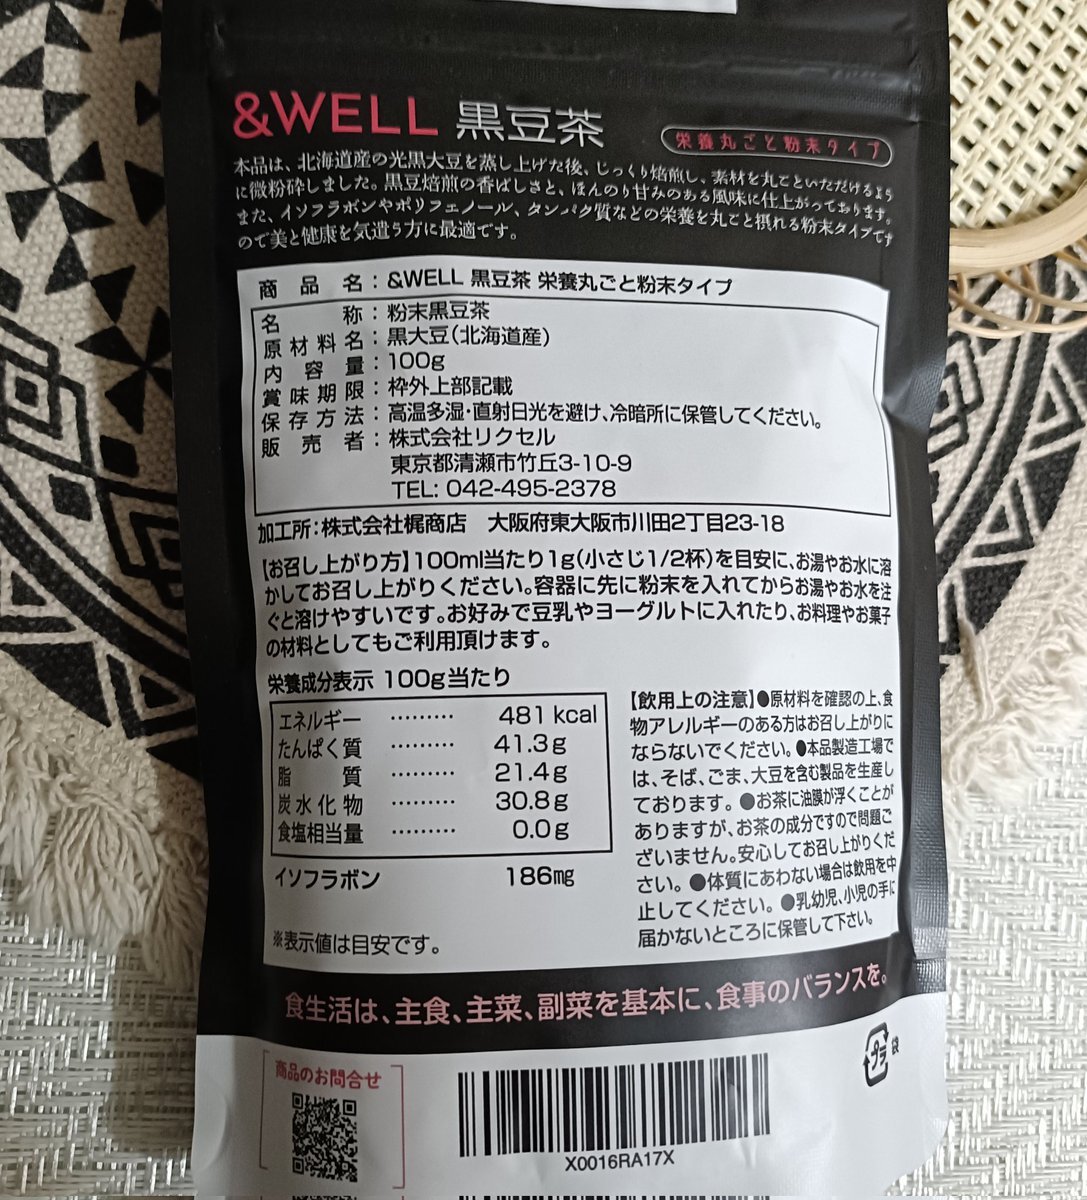 &WELL 黒豆茶
栄養丸ごと粉末タイプ
本品は、北海道産の光黒大豆を蒸し上げた後、じっくり焙煎し、素材を丸ごといただけるよう
に微粉砕しました。黒豆焙煎の香ばしさと、ほんのり甘みのある風味に仕上がっております。
また、イソフラボンやポリフェノール、タンパク質などの栄養を丸ごと摂れる粉末タイプです
ので美と健康を気遣う方に最適です。
商品名：&WELL 黒豆茶 栄養丸ごと粉末タイプ
名称：粉末黒豆茶
原材料名：黒大豆(北海道産)
内容量：100g
賞味期限：枠外上部記載
保存方法：高温多湿・直射日光を避け、冷暗所に保管してください。
販売者：株式会社リクセル
東京都清瀬市竹丘3-10-9
TEL: 042-495-2378
加工所：株式会社梶商店 大阪府東大阪市川田2丁目23-18
【お召し上がり方】100ml当たり1g(小さじ1/2杯)を目安に、お湯やお水に溶
かしてお召し上がりください。容器に先に粉末を入れてからお湯やお水を注
ぐと溶けやすいです。お好みで豆乳やヨーグルトに入れたり、お料理やお菓子
の材料としてもご利用頂けます。
栄養成分表示 100g当たり
エネルギー ……… 481 kcal
たんぱく質 ……… 41.3g
脂質 ……… 21.4g
炭水化物 ……… 30.8g
食塩相当量 ……… 0.0g
イソフラボン 186mg
※表示値は目安です。
【飲用上の注意】●原材料を確認の上、食
物アレルギーのある方はお召し上がりに
ならないでください。●本品製造工場で
は、そば、ごま、大豆を含む製品を生産し
ております。●お茶に油膜が浮くことが
ありますが、お茶の成分ですので問題ご
ざいません。安心してお召し上がりくだ
さい。●体質にあわない場合は飲用を中
止してください。●乳幼児、小児の手に
届かないところに保管して下さい。
食生活は、主食、主菜、副菜を基本に、食事のバランスを。
商品のお問合せ
X0016RA17X
プラ 袋